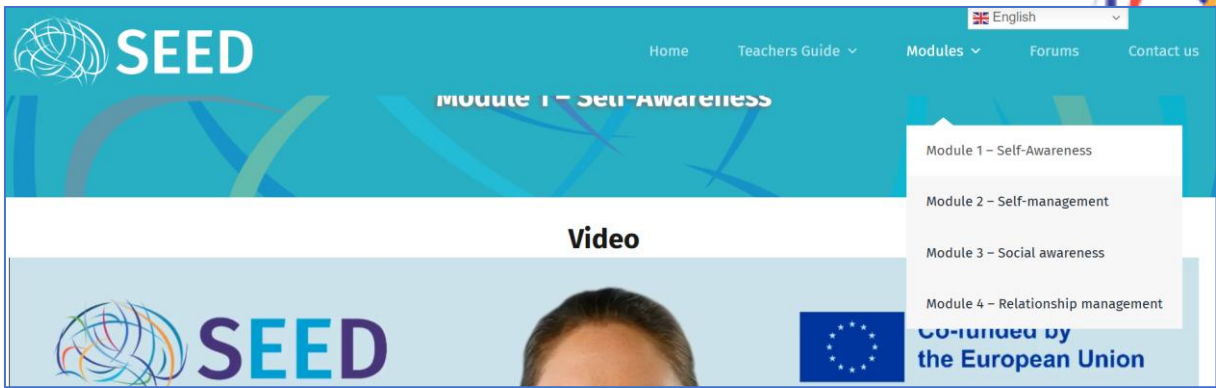 English
SEED
Home Teachers Guide Modules Forums Contact us
Module 1 – Self-Awareness
Module 1 – Self-Awareness
Module 2 – Self-management
Module 3 – Social awareness
Module 4 – Relationship management
Video
SEED
Co-funded by
the European Union